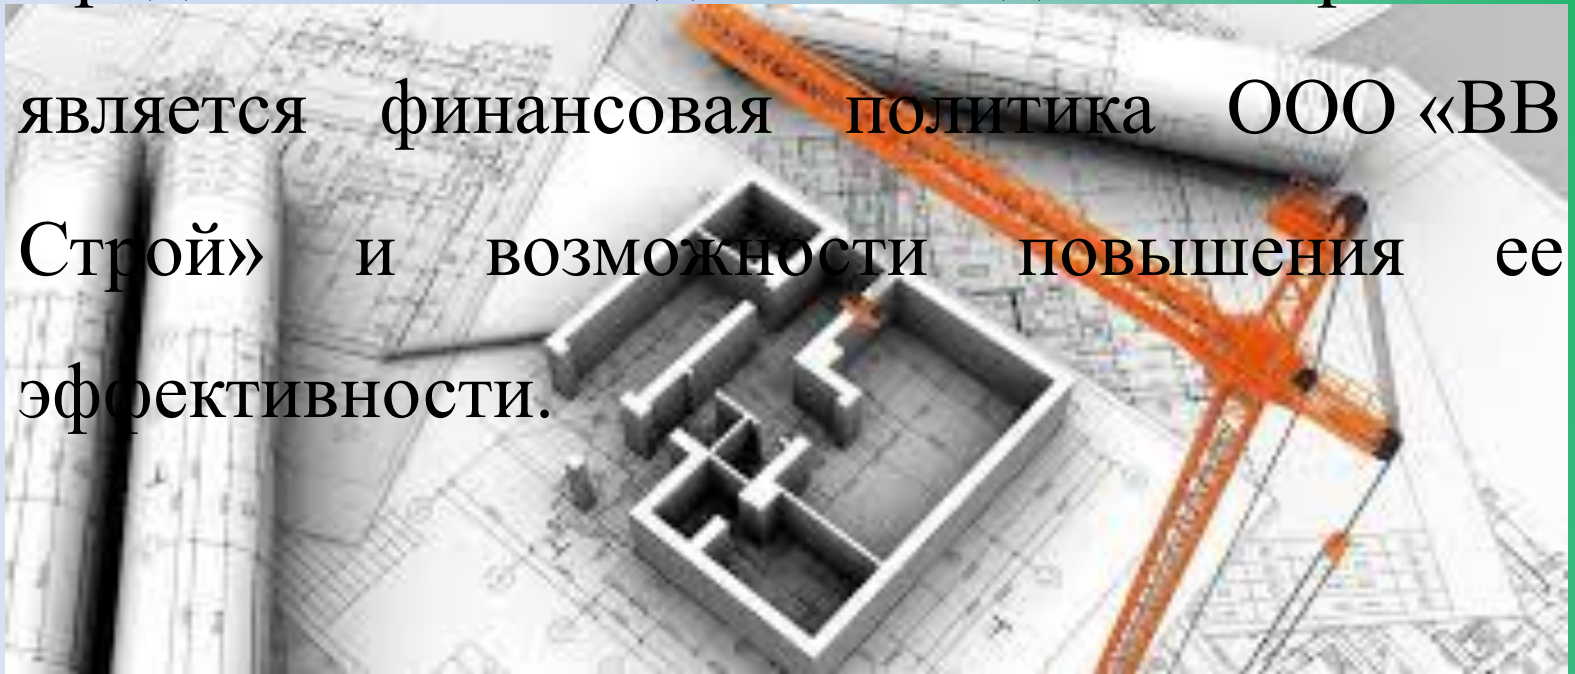 является финансовая политика ООО «ВВ
Строй» и возможности повышения ее
эффективности.